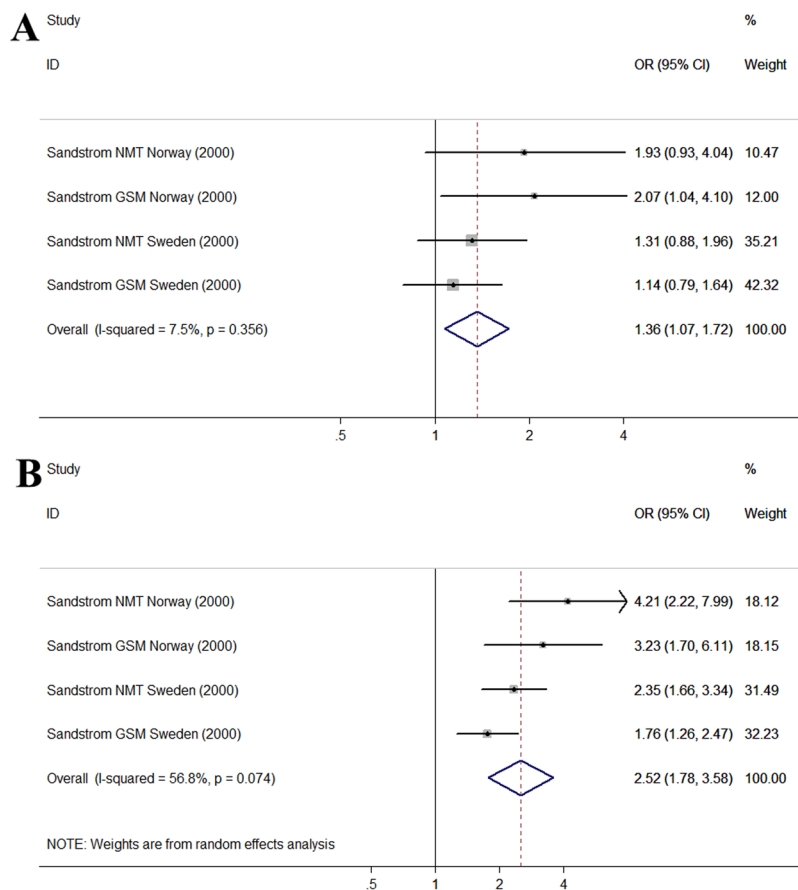 A
Study %
ID OR (95% CI) Weight
Sandstrom NMT Norway (2000) 1.93 (0.93, 4.04) 10.47
Sandstrom GSM Norway (2000) 2.07 (1.04, 4.10) 12.00
Sandstrom NMT Sweden (2000) 1.31 (0.88, 1.96) 35.21
Sandstrom GSM Sweden (2000) 1.14 (0.79, 1.64) 42.32
Overall (I-squared = 7.5%, p = 0.356) 1.36 (1.07, 1.72) 100.00
.5 1 2 4
B
Study %
ID OR (95% CI) Weight
Sandstrom NMT Norway (2000) 4.21 (2.22, 7.99) 18.12
Sandstrom GSM Norway (2000) 3.23 (1.70, 6.11) 18.15
Sandstrom NMT Sweden (2000) 2.35 (1.66, 3.34) 31.49
Sandstrom GSM Sweden (2000) 1.76 (1.26, 2.47) 32.23
Overall (I-squared = 56.8%, p = 0.074) 2.52 (1.78, 3.58) 100.00
NOTE: Weights are from random effects analysis
.5 1 2 4